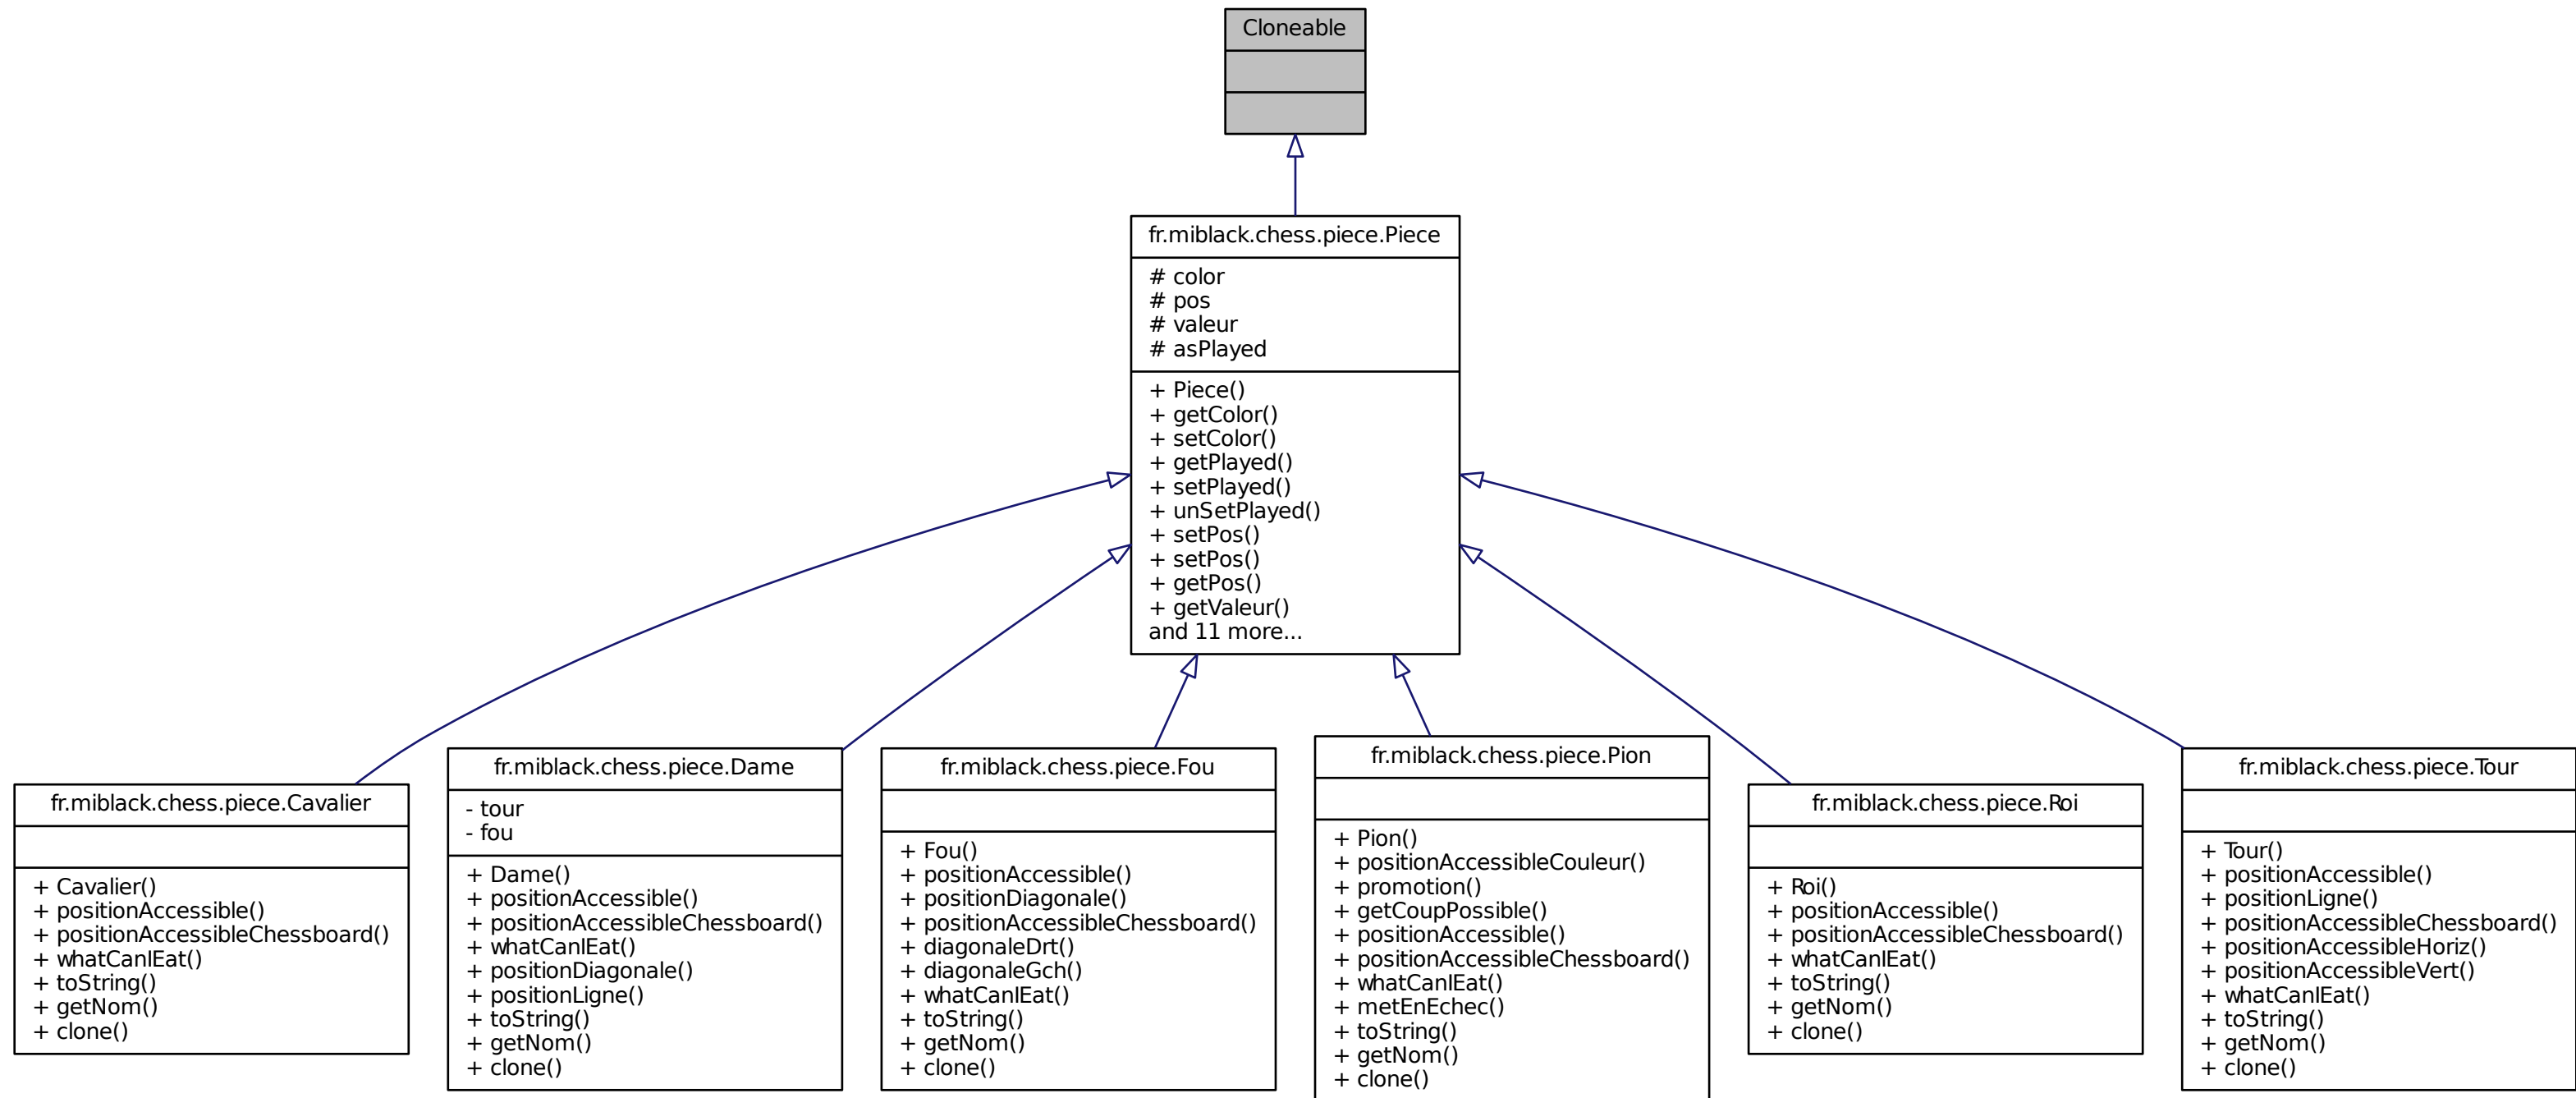 Cloneable
fr.miblack.chess.piece.Piece
# color
# pos
# valeur
# asPlayed
+ Piece()
+ getColor()
+ setColor()
+ getPlayed()
+ setPlayed()
+ unSetPlayed()
+ setPos()
+ setPos()
+ getPos()
+ getValeur()
and 11 more...
fr.miblack.chess.piece.Cavalier
+ Cavalier()
+ positionAccessible()
+ positionAccessibleChessboard()
+ whatCanIEat()
+ toString()
+ getNom()
+ clone()
fr.miblack.chess.piece.Dame
- tour
- fou
+ Dame()
+ positionAccessible()
+ positionAccessibleChessboard()
+ whatCanIEat()
+ positionDiagonale()
+ positionLigne()
+ toString()
+ getNom()
+ clone()
fr.miblack.chess.piece.Fou
+ Fou()
+ positionAccessible()
+ positionDiagonale()
+ positionAccessibleChessboard()
+ diagonaleDrt()
+ diagonaleGch()
+ whatCanIEat()
+ toString()
+ getNom()
+ clone()
fr.miblack.chess.piece.Pion
+ Pion()
+ positionAccessibleCouleur()
+ promotion()
+ getCoupPossible()
+ positionAccessible()
+ positionAccessibleChessboard()
+ whatCanIEat()
+ metEnEchec()
+ toString()
+ getNom()
+ clone()
fr.miblack.chess.piece.Roi
+ Roi()
+ positionAccessible()
+ positionAccessibleChessboard()
+ whatCanIEat()
+ toString()
+ getNom()
+ clone()
fr.miblack.chess.piece.Tour
+ Tour()
+ positionAccessible()
+ positionLigne()
+ positionAccessibleChessboard()
+ positionAccessibleHoriz()
+ positionAccessibleVert()
+ whatCanIEat()
+ toString()
+ getNom()
+ clone()